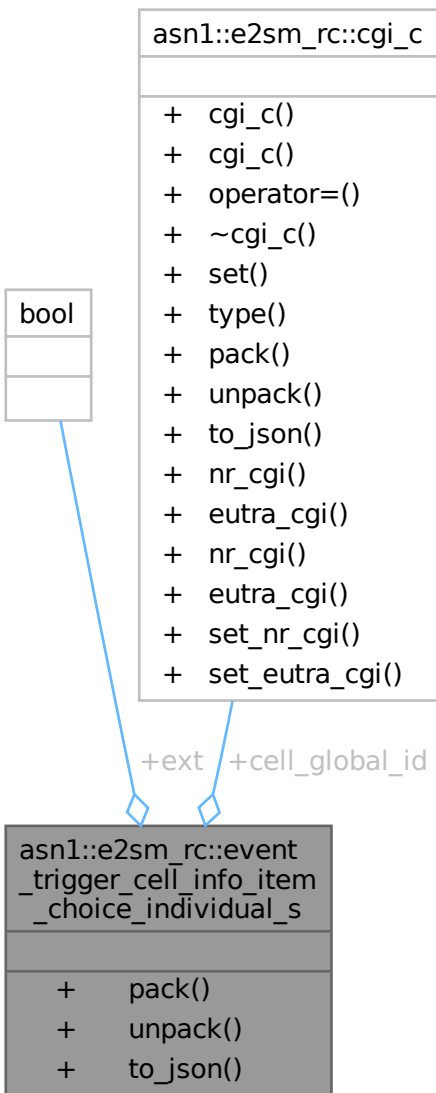 asn1::e2sm_rc::cgi_c
+ cgi_c()
+ cgi_c()
+ operator=()
+ ~cgi_c()
+ set()
+ type()
+ pack()
+ unpack()
+ to_json()
+ nr_cgi()
+ eutra_cgi()
+ nr_cgi()
+ eutra_cgi()
+ set_nr_cgi()
+ set_eutra_cgi()
bool
+ext
+cell_global_id
asn1::e2sm_rc::event
_trigger_cell_info_item
_choice_individual_s
+ pack()
+ unpack()
+ to_json()